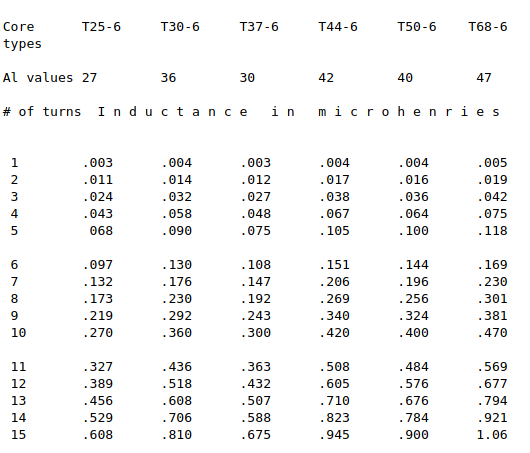 Core T25-6 T30-6 T37-6 T44-6 T50-6 T68-6
types
Al values 27 36 30 42 40 47
# of turns I n d u c t a n c e i n m i c r o h e n r i e s
1 .003 .004 .003 .004 .004 .005
2 .011 .014 .012 .017 .016 .019
3 .024 .032 .027 .038 .036 .042
4 .043 .058 .048 .067 .064 .075
5 068 .090 .075 .105 .100 .118
6 .097 .130 .108 .151 .144 .169
7 .132 .176 .147 .206 .196 .230
8 .173 .230 .192 .269 .256 .301
9 .219 .292 .243 .340 .324 .381
10 .270 .360 .300 .420 .400 .470
11 .327 .436 .363 .508 .484 .569
12 .389 .518 .432 .605 .576 .677
13 .456 .608 .507 .710 .676 .794
14 .529 .706 .588 .823 .784 .921
15 .608 .810 .675 .945 .900 1.06